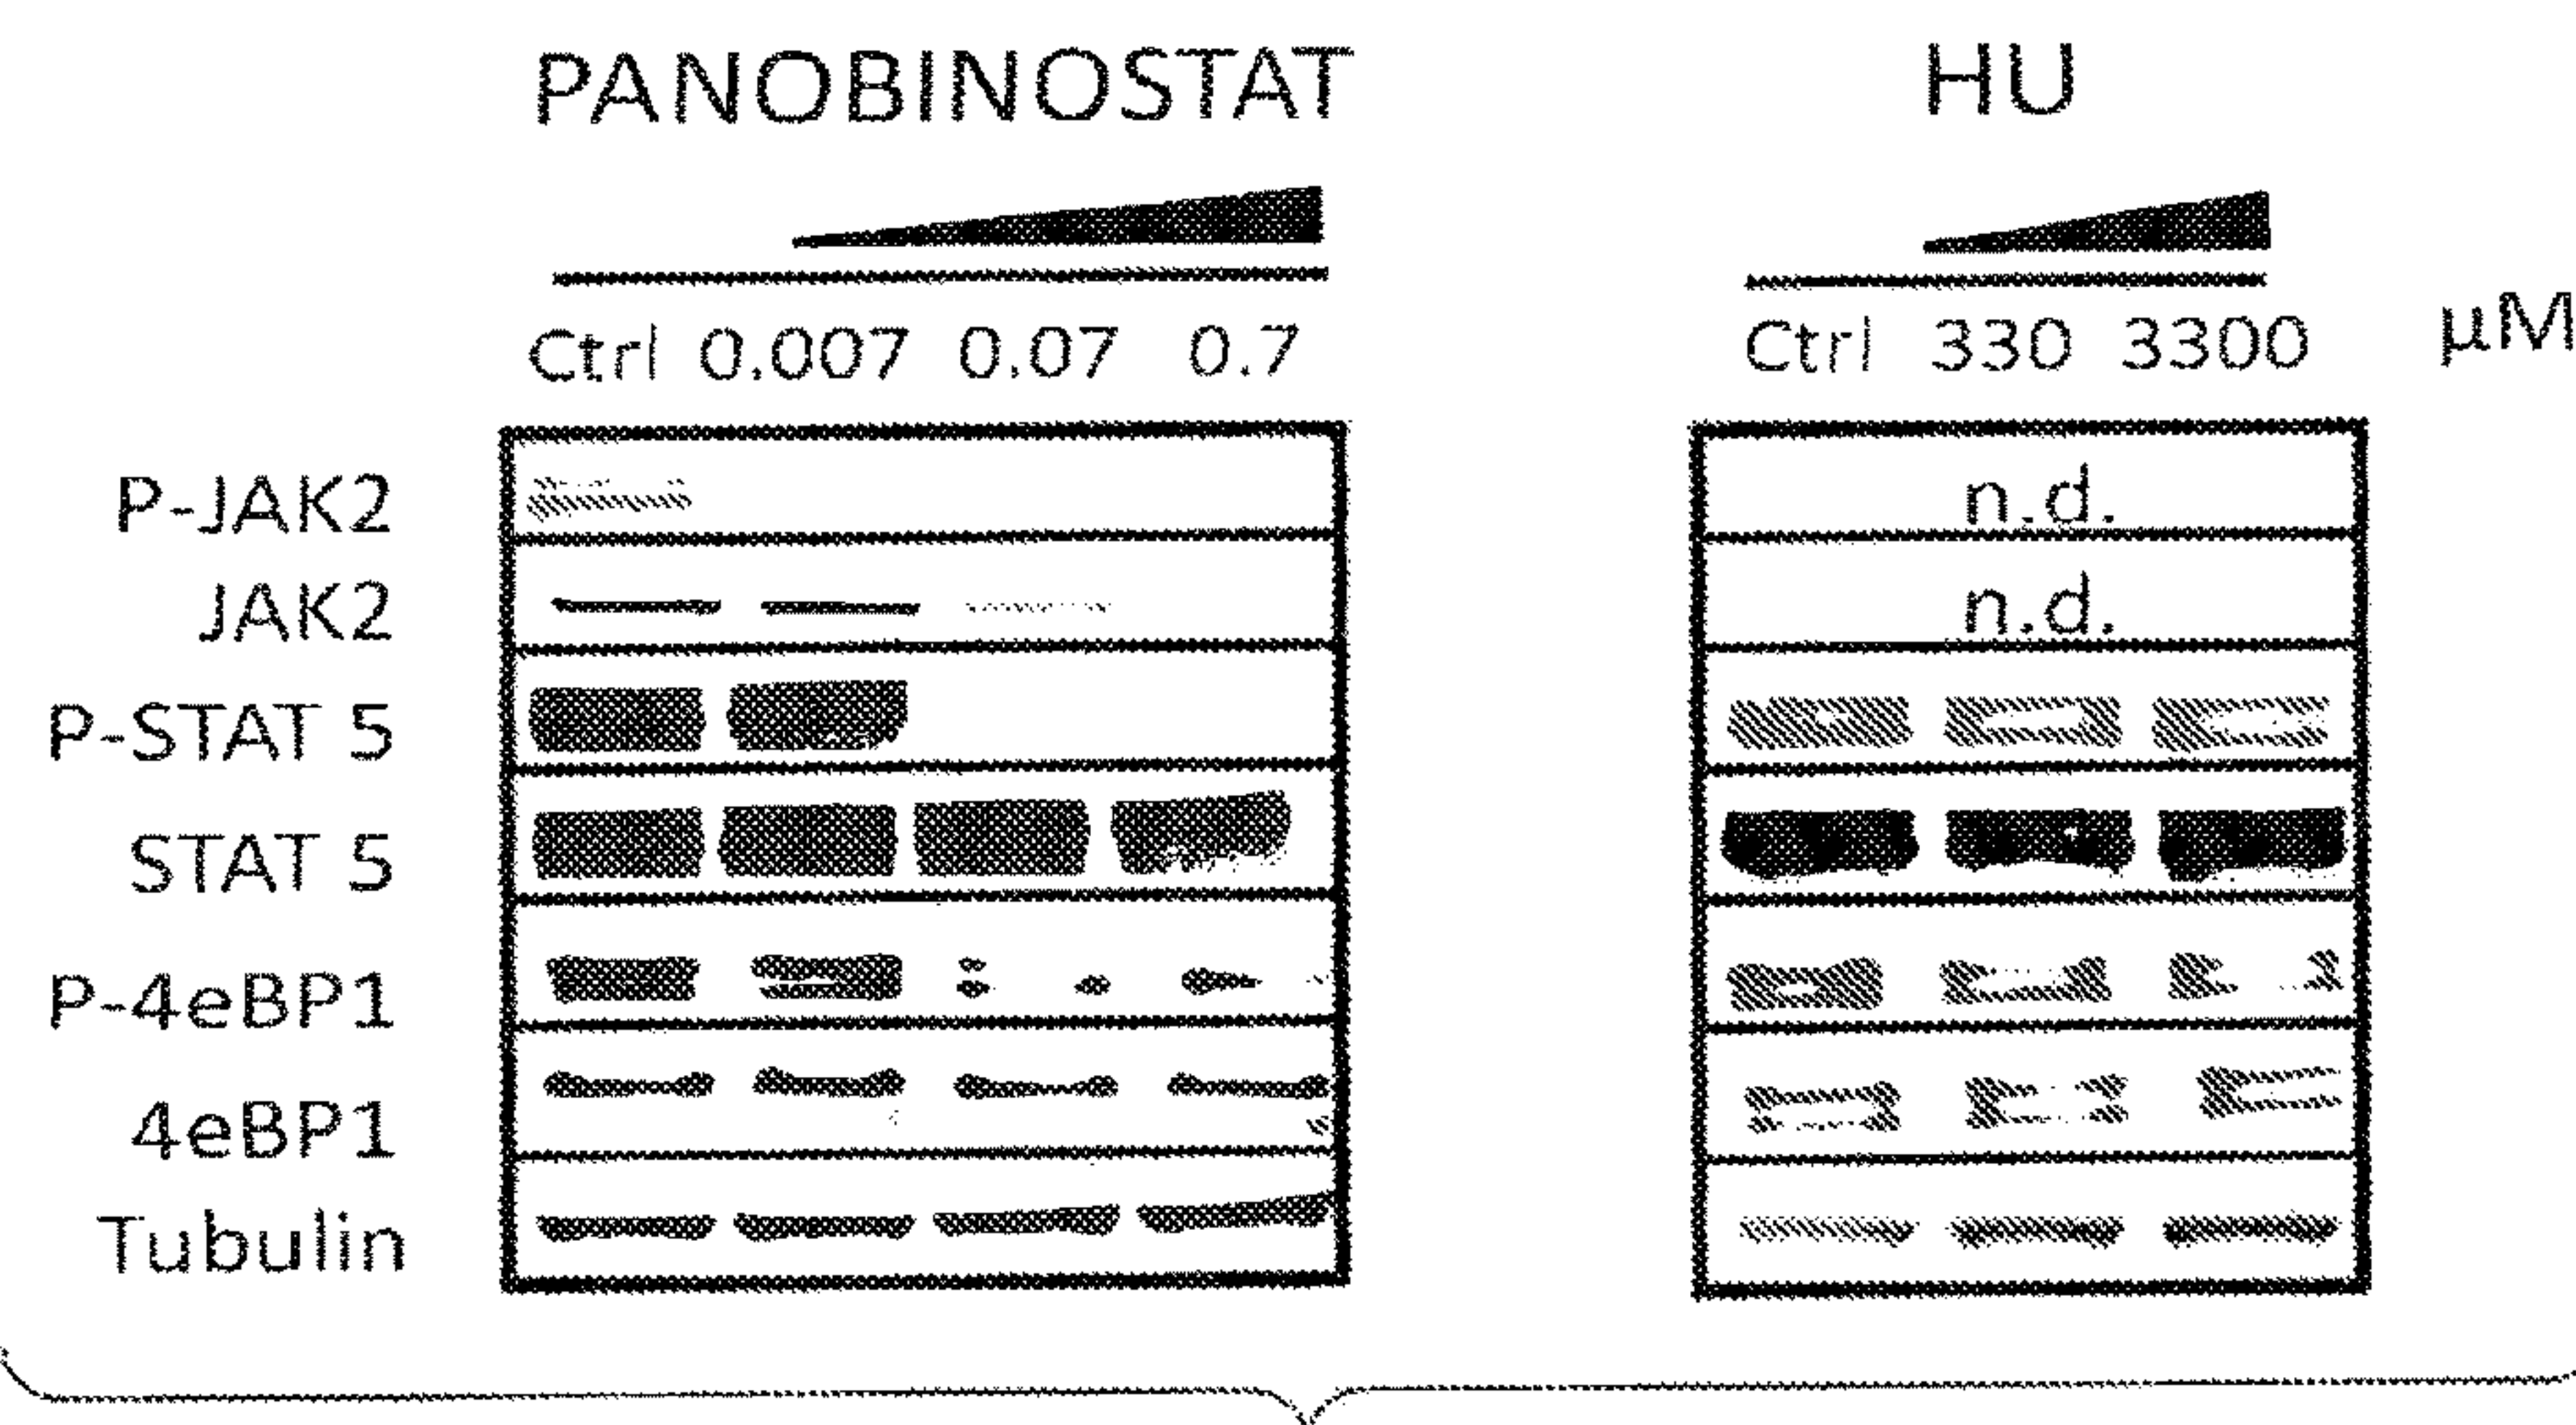 PANOBINOSTAT HU
Ctrl 0.007 0.07 0.7 Ctrl 330 3300 µM
P-JAK2 n.d.
JAK2 n.d.
P-STAT 5
STAT 5
P-4eBP1
4eBP1
Tubulin